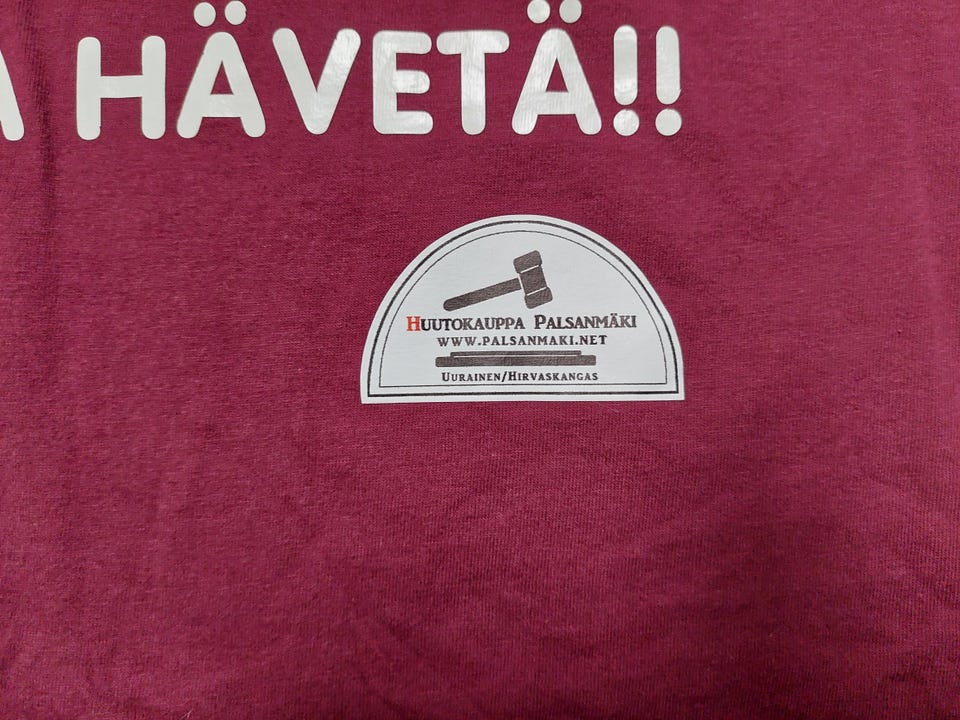 HÄVETÄ!!
HUUTOKAUPPA PALSANMÄKI
WWW.PALSANMAKI.NET
UURAINEN/HIRVASKANGAS